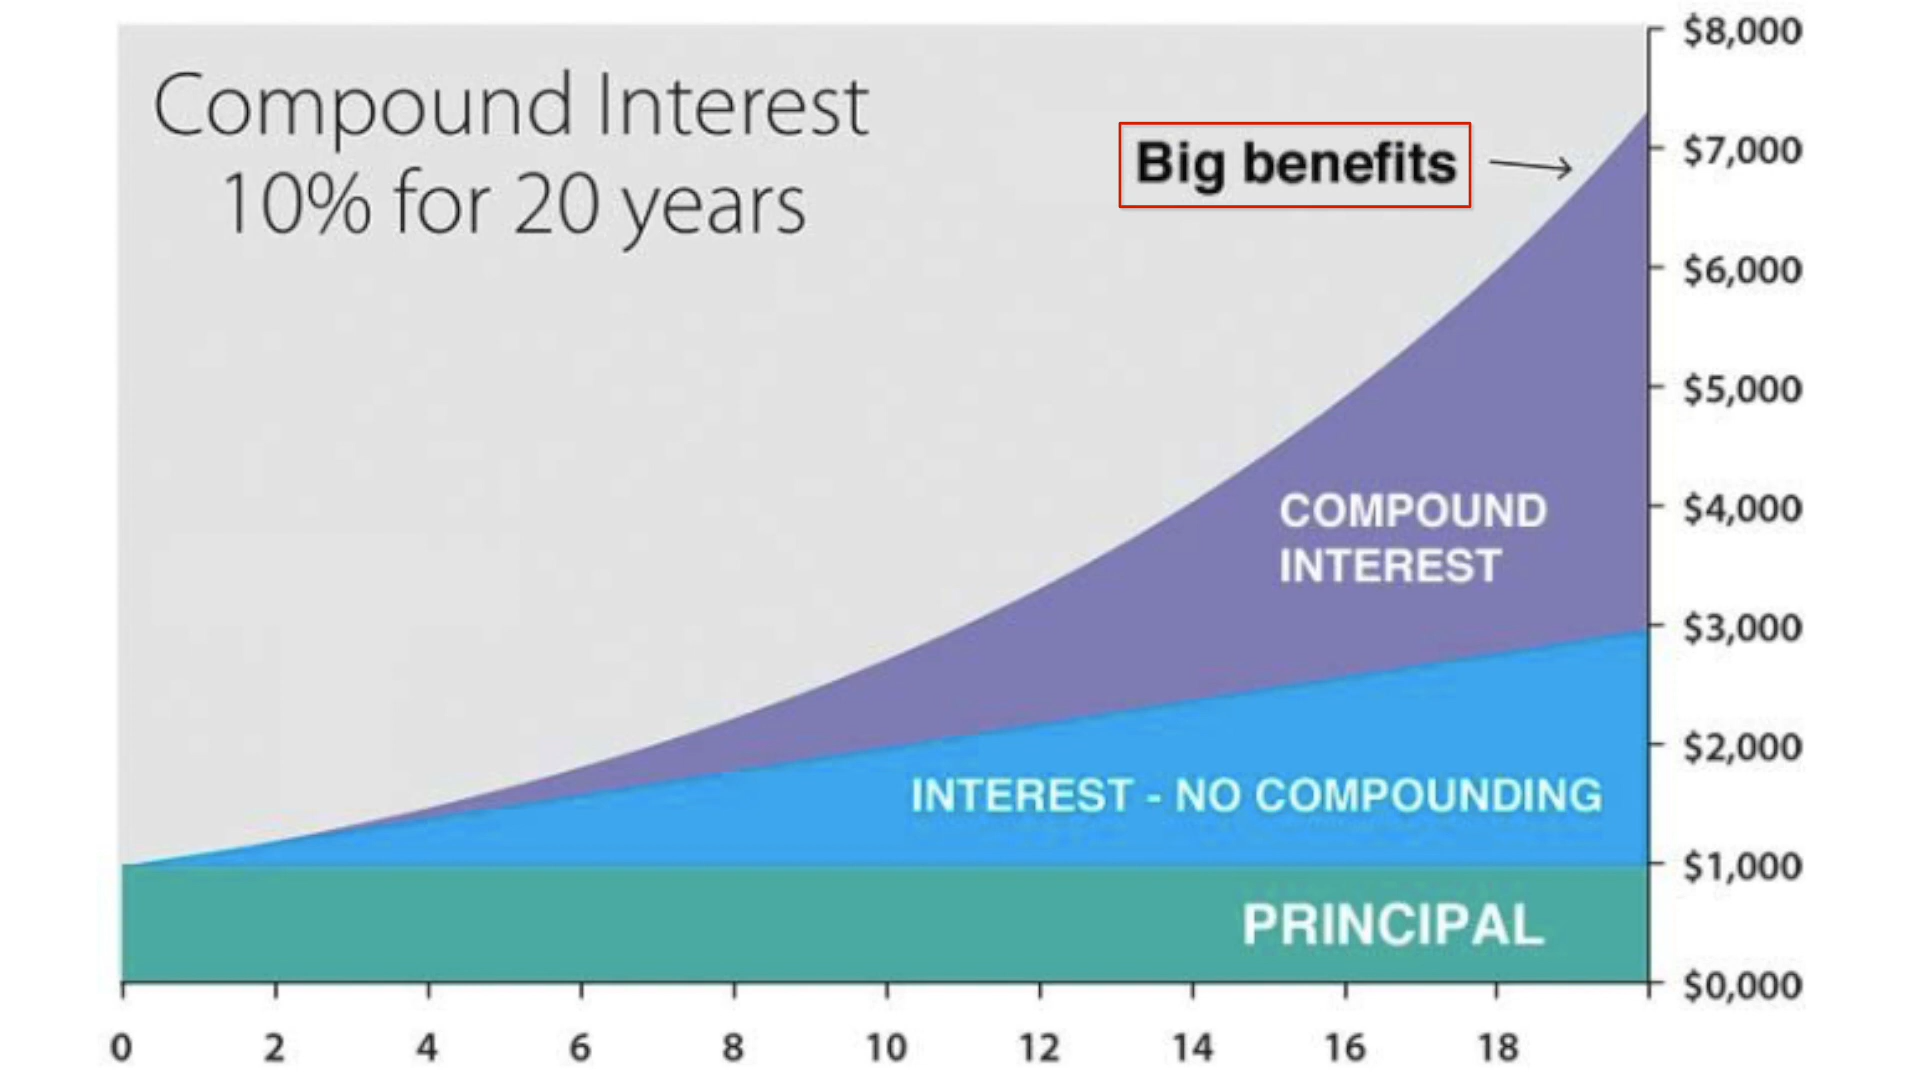 Compound Interest
10% for 20 years
Big benefits
$8,000
$7,000
$6,000
$5,000
$4,000
$3,000
$2,000
$1,000
$0,000
COMPOUND
INTEREST
INTEREST - NO COMPOUNDING
PRINCIPAL
0 2 4 6 8 10 12 14 16 18